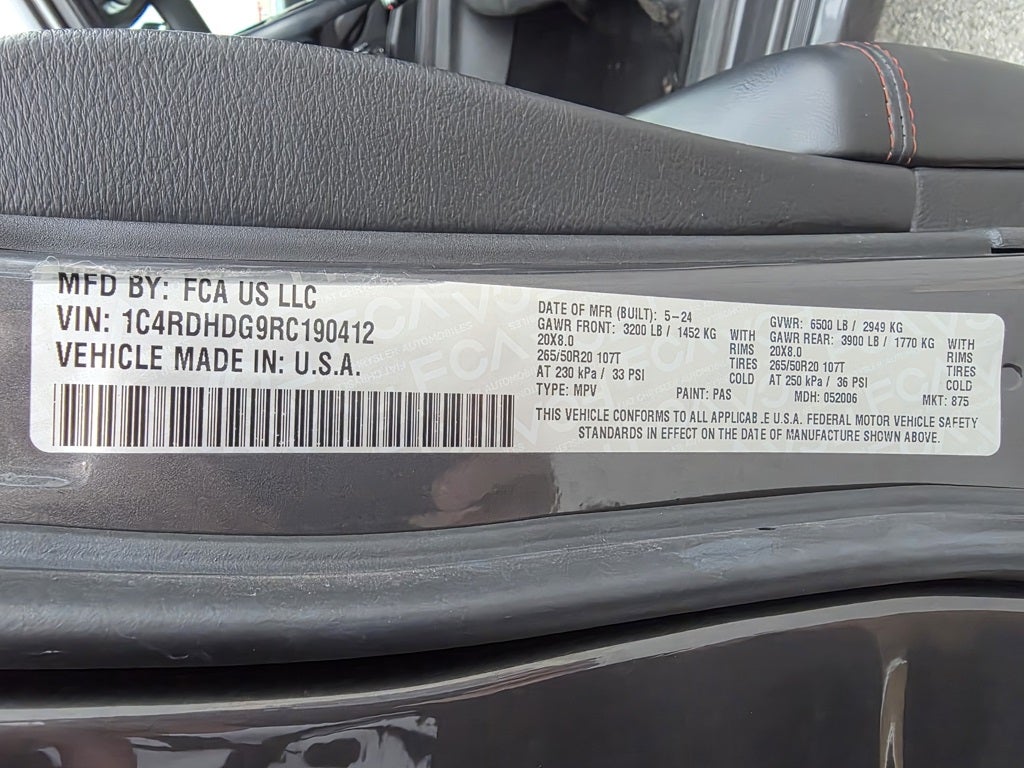 MFD BY: FCA US LLC
VIN: 1C4RDHDG9RC190412
VEHICLE MADE IN: U.S.A.
DATE OF MFR (BUILT): 5-24
GAWR FRONT: 3200 LB / 1452 KG WITH
20X8.0 RIMS
265/50R20 107T TIRES
AT 230 kPa / 33 PSI COLD
TYPE: MPV PAINT: PAS
GVWR: 6500 LB / 2949 KG
GAWR REAR: 3900 LB / 1770 KG WITH
20X8.0 RIMS
265/50R20 107T TIRES
AT 250 kPa / 36 PSI COLD
MDH: 052006 MKT: 875
THIS VEHICLE CONFORMS TO ALL APPLICAB.E U.S.A. FEDERAL MOTOR VEHICLE SAFETY
STANDARDS IN EFFECT ON THE DATE OF MANUFACTURE SHOWN ABOVE.